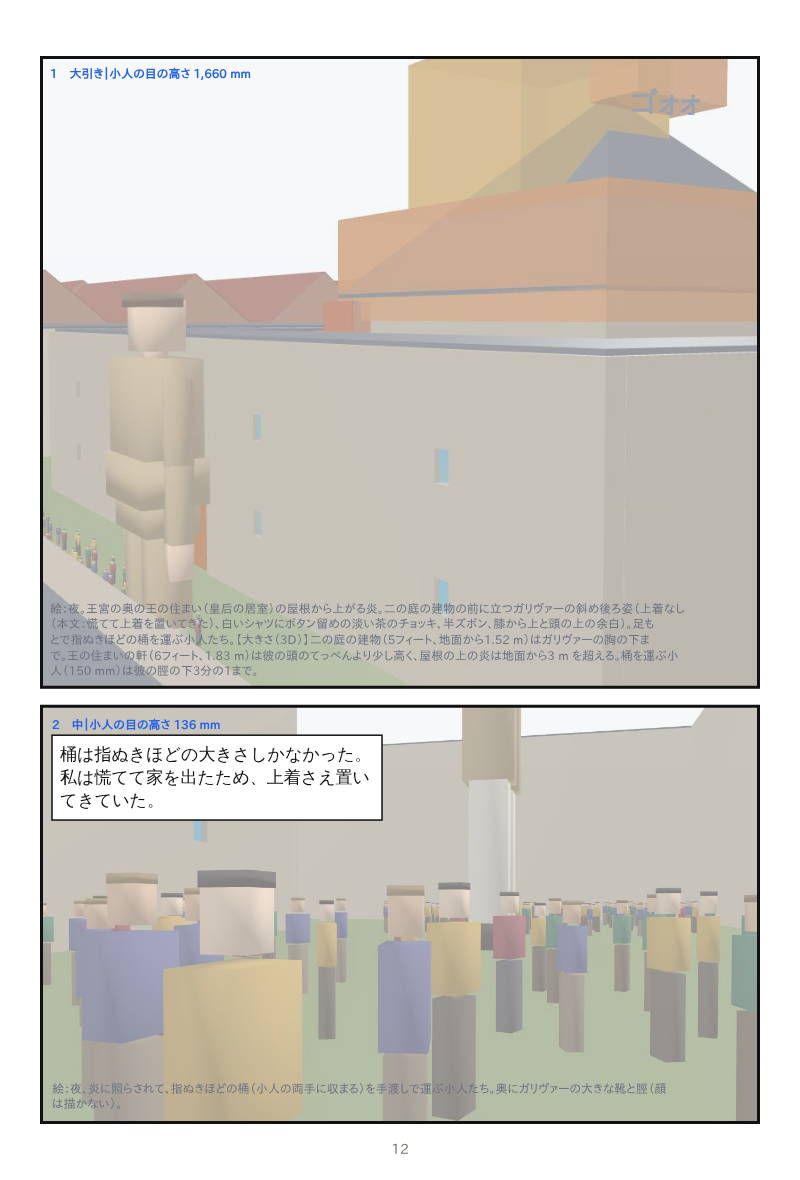 1 大引き|小人の目の高さ1,660 mm
ゴォォ
絵:夜。王宮の奥の王の住まい(皇后の居室)の屋根から上がる炎。二の庭の建物の前に立つガリヴァーの斜め後ろ姿(上着なし
(本文:慌てて上着を置いてきた)、白いシャツにボタン留めの淡い茶のチョッキ、半ズボン、膝から上と頭の上の余白)。足も
とで指ぬきほどの桶を運ぶ小人たち。【大きさ(3D)】二の庭の建物(5フィート、地面から1.52 m)はガリヴァーの胸の下ま
で。王の住まいの軒(6フィート、1.83 m)は彼の頭のてっぺんより少し高く、屋根の上の炎は地面から3 m を超える。桶を運ぶ小
人(150 mm)は彼の脛の下3分の1まで。
2 中|小人の目の高さ136 mm
桶は指ぬきほどの大きさしかなかった。
私は慌てて家を出たため、上着さえ置い
てきていた。
絵:夜、炎に照らされて、指ぬきほどの桶(小人の両手に収まる)を手渡しで運ぶ小人たち。奥にガリヴァーの大きな靴と脛(顔
は描かない)。
12